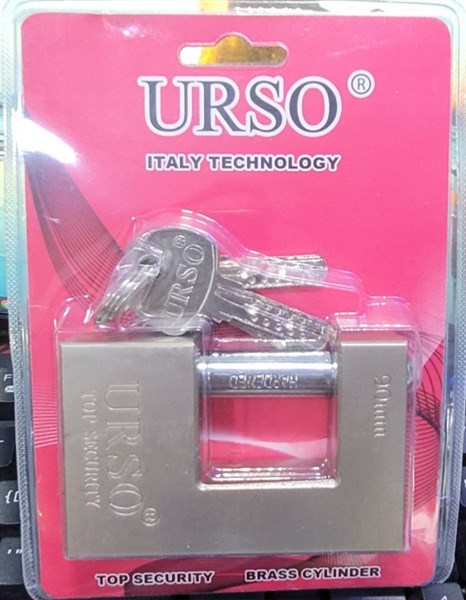 URSO®
ITALY TECHNOLOGY
URSO®
HARDENED
90mm
URSO®
TOP SECURITY
TOP SECURITY
BRASS CYLINDER